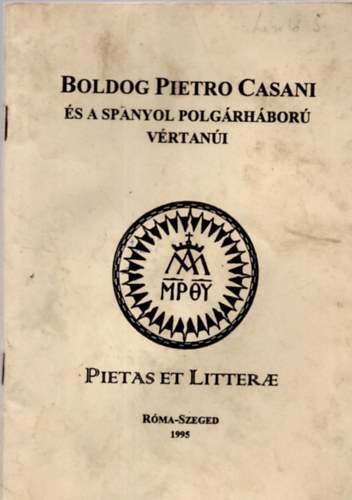 BOLDOG PIETRO CASANI
ÉS A SPANYOL POLGÁRHÁBORÚ
VÉRTANÚI
ΜΡ ΘΥ
PIETAS ET LITTERÆ
RÓMA-SZEGED
1995